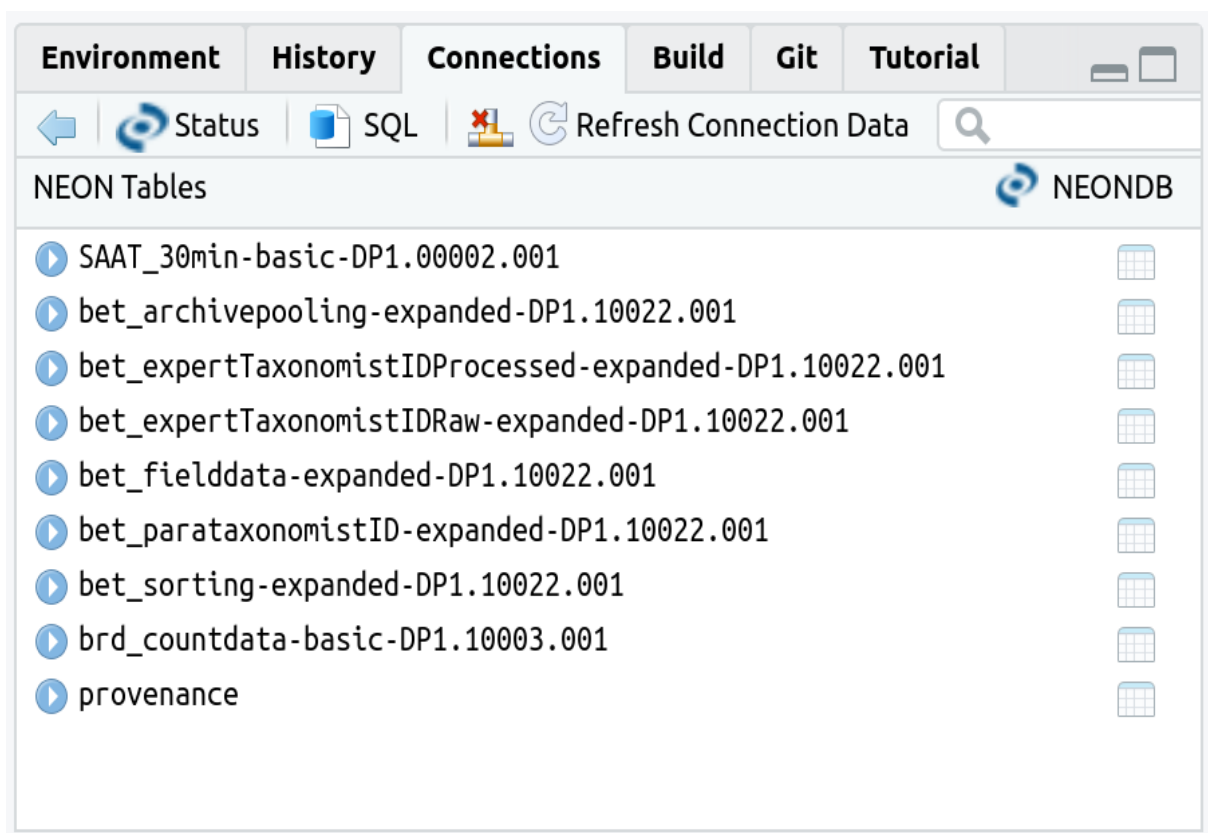 Environment History Connections Build Git Tutorial
Status SQL Refresh Connection Data
NEON Tables NEONDB
SAAT_30min-basic-DP1.00002.001
bet_archivepooling-expanded-DP1.10022.001
bet_expertTaxonomistIDProcessed-expanded-DP1.10022.001
bet_expertTaxonomistIDRaw-expanded-DP1.10022.001
bet_fielddata-expanded-DP1.10022.001
bet_parataxonomistID-expanded-DP1.10022.001
bet_sorting-expanded-DP1.10022.001
brd_countdata-basic-DP1.10003.001
provenance